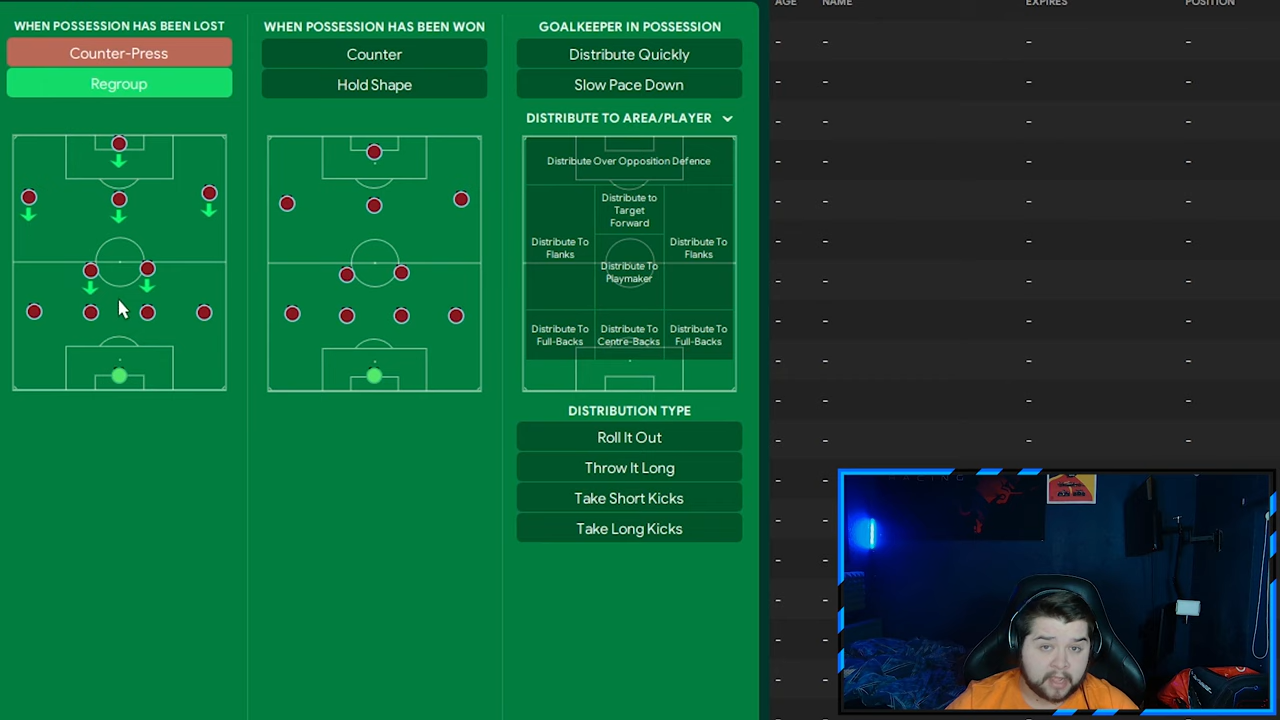 AGE NAME EXPIRES POSITION
WHEN POSSESSION HAS BEEN LOST
Counter-Press
Regroup
WHEN POSSESSION HAS BEEN WON
Counter
Hold Shape
GOALKEEPER IN POSSESSION
Distribute Quickly
Slow Pace Down
DISTRIBUTE TO AREA/PLAYER
Distribute Over Opposition Defence
Distribute to
Target
Forward
Distribute To
Flanks
Distribute To
Playmaker
Distribute To
Flanks
Distribute To
Full-Backs
Distribute To
Centre-Backs
Distribute To
Full-Backs
DISTRIBUTION TYPE
Roll It Out
Throw It Long
Take Short Kicks
Take Long Kicks
RACING